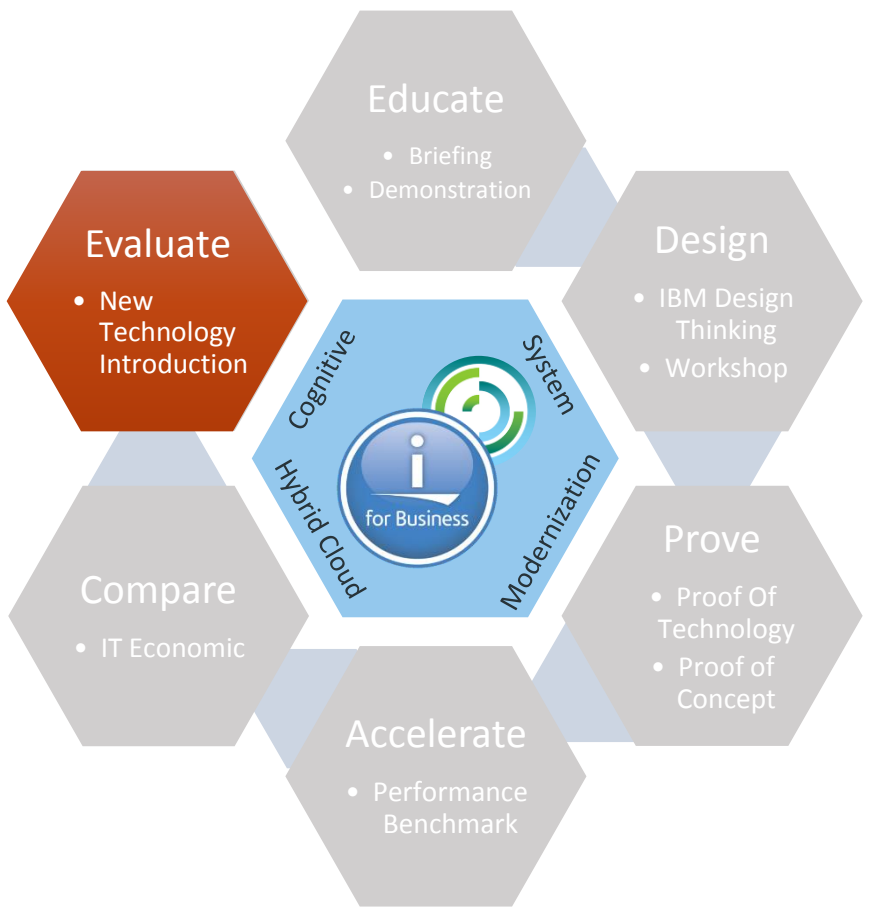 Educate
• Briefing
• Demonstration
Evaluate
• New
Technology
Introduction
Design
• IBM Design
Thinking
• Workshop
Cognitive
System
i
for Business
Hybrid Cloud
Modernization
Compare
• IT Economic
Prove
• Proof Of
Technology
• Proof of
Concept
Accelerate
• Performance
Benchmark